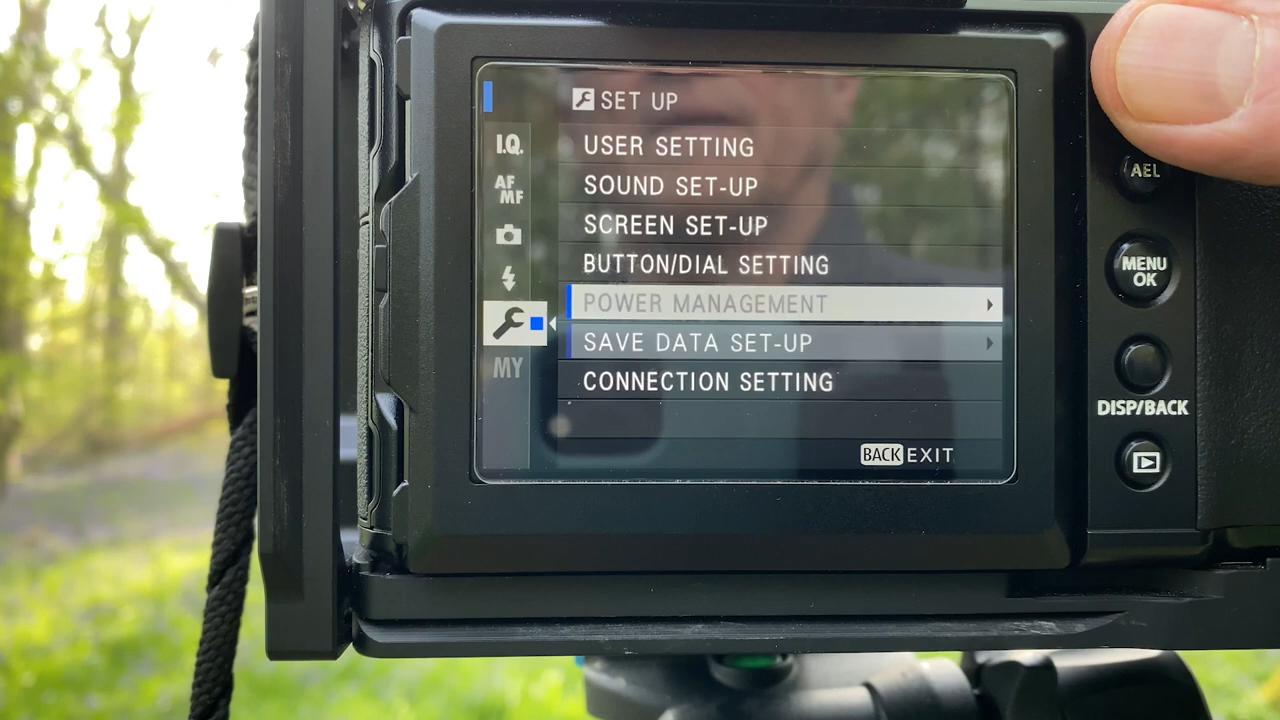 SET UP
I.Q.
USER SETTING
AF
MF
SOUND SET-UP
SCREEN SET-UP
BUTTON/DIAL SETTING
POWER MANAGEMENT
SAVE DATA SET-UP
MY
CONNECTION SETTING
BACK EXIT
AEL
MENU
OK
DISP/BACK